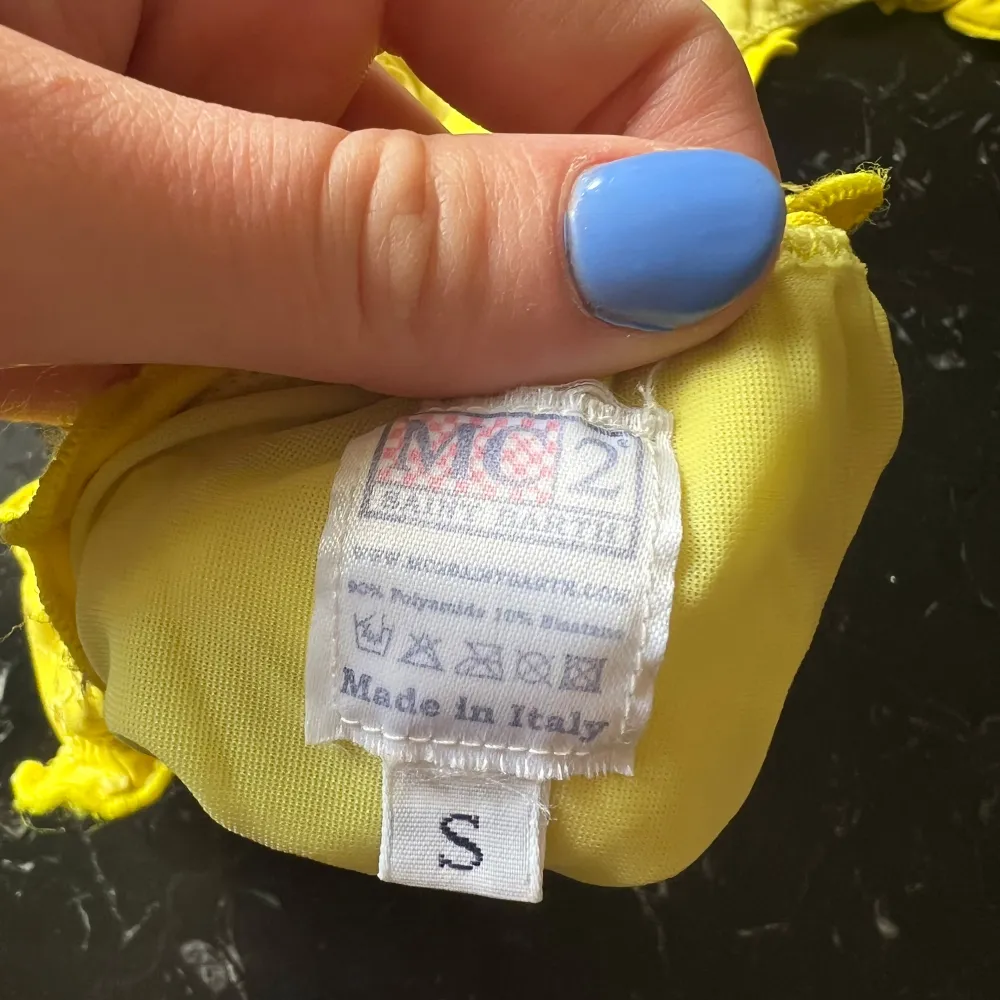 MC2
SAINT BARTH
WWW.MC2SAINTBARTH.COM
90% Polyamide 10% Elastane
Made in Italy
S